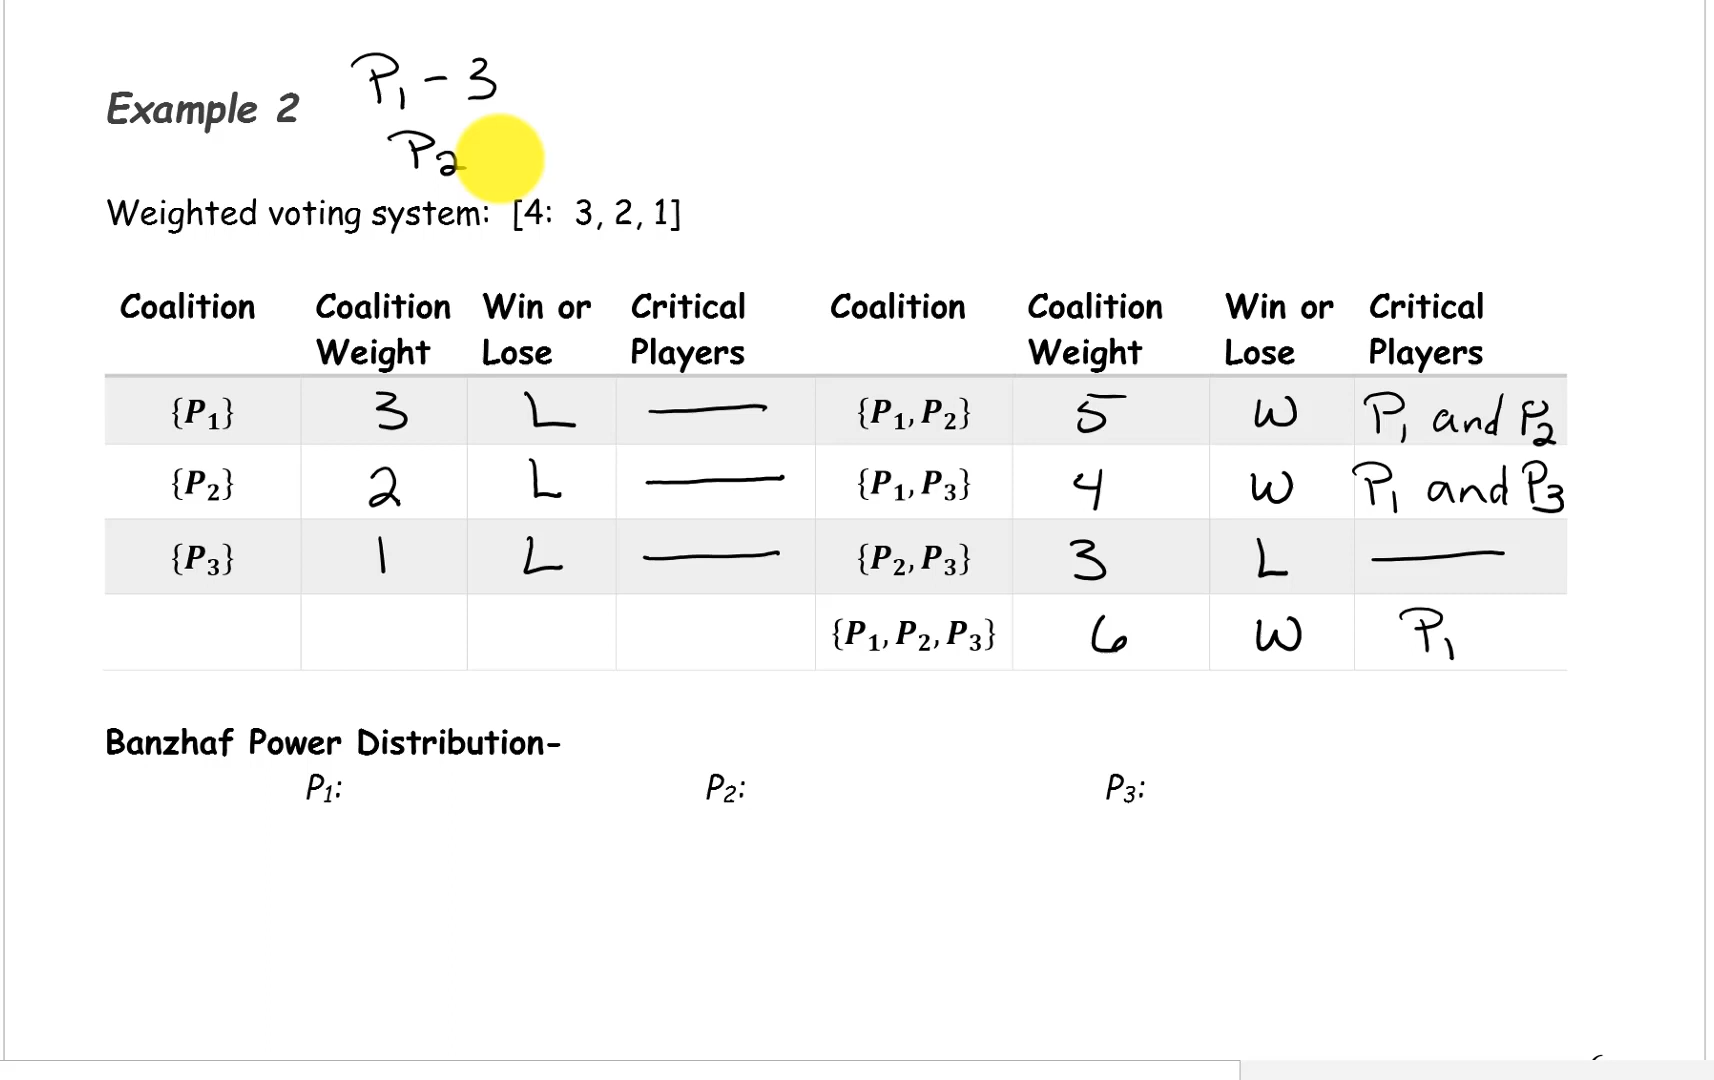 P₁ - 3
Example 2
P₂
Weighted voting system: [4: 3, 2, 1]
Coalition Coalition Weight Win or Lose Critical Players Coalition Coalition Weight Win or Lose Critical Players
{P₁} 3 L — {P₁, P₂} 5 W P₁ and P₂
{P₂} 2 L — {P₁, P₃} 4 W P₁ and P₃
{P₃} 1 L — {P₂, P₃} 3 L —
{P₁, P₂, P₃} 6 W P₁
Banzhaf Power Distribution-
P₁: P₂: P₃: